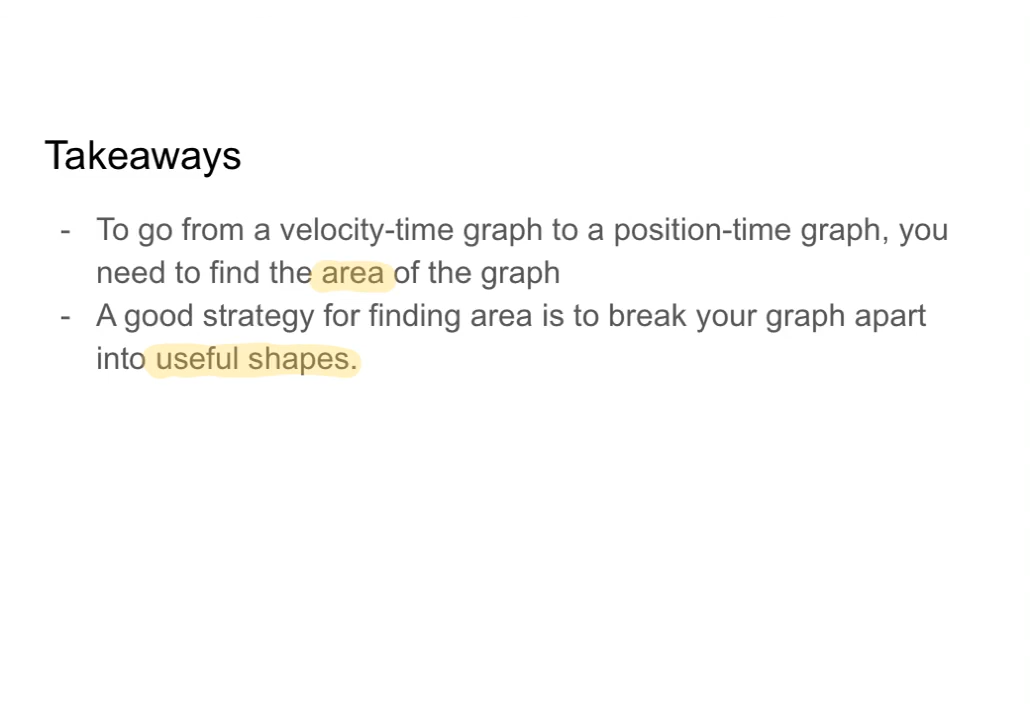 Takeaways
- To go from a velocity-time graph to a position-time graph, you
need to find the area of the graph
- A good strategy for finding area is to break your graph apart
into useful shapes.